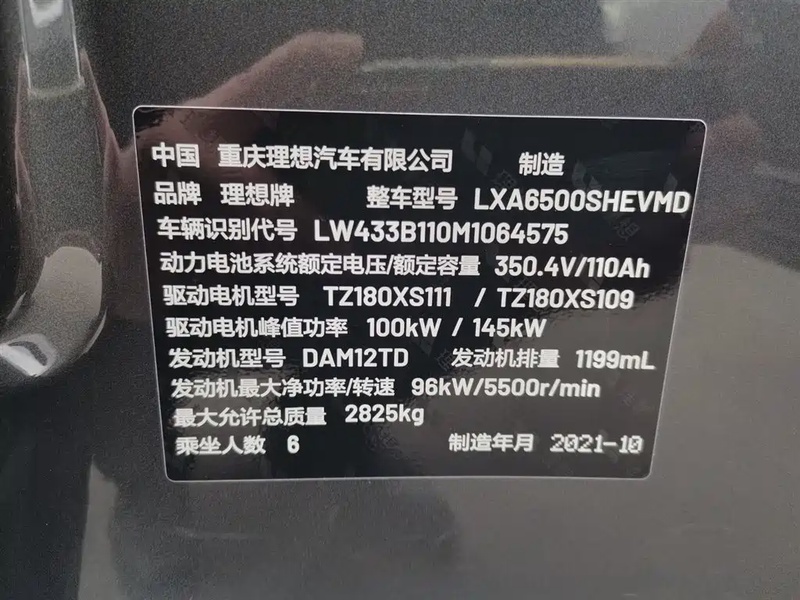 中国 重庆理想汽车有限公司 制造
品牌 理想牌 整车型号 LXA6500SHEVMD
车辆识别代号 LW433B110M1064575
动力电池系统额定电压/额定容量 350.4V/110Ah
驱动电机型号 TZ180XS111 / TZ180XS109
驱动电机峰值功率 100kW / 145kW
发动机型号 DAM12TD 发动机排量 1199mL
发动机最大净功率/转速 96kW/5500r/min
最大允许总质量 2825kg
乘坐人数 6 制造年月 2021-10